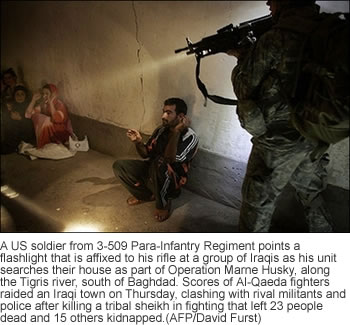 A US soldier from 3-509 Para-Infantry Regiment points a
flashlight that is affixed to his rifle at a group of Iraqis as his unit
searches their house as part of Operation Marne Husky, along
the Tigris river, south of Baghdad. Scores of Al-Qaeda fighters
raided an Iraqi town on Thursday, clashing with rival militants and
police after killing a tribal sheikh in fighting that left 23 people
dead and 15 others kidnapped.(AFP/David Furst)